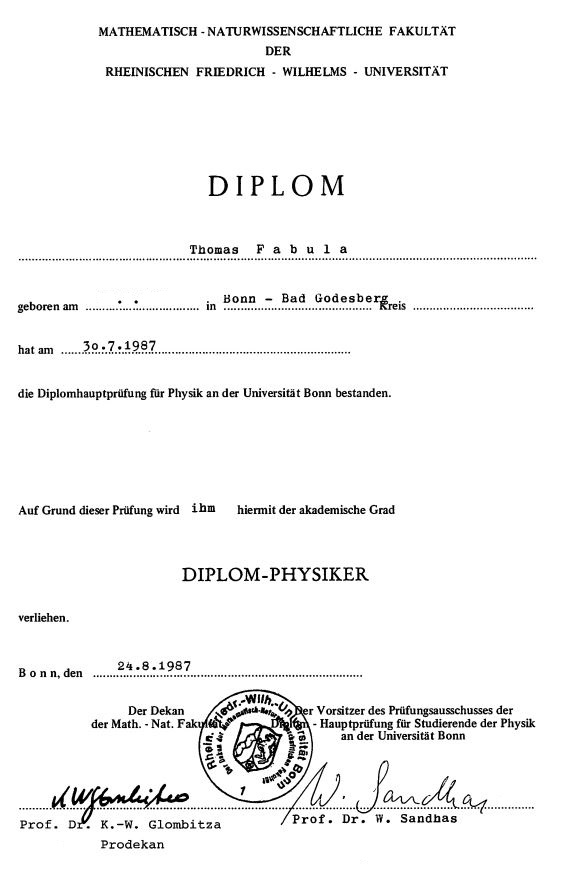 MATHEMATISCH - NATURWISSENSCHAFTLICHE FAKULTÄT
DER
RHEINISCHEN FRIEDRICH - WILHELMS - UNIVERSITÄT
DIPLOM
Thomas F a b u l a
geboren am . . in Bonn - Bad Godesberg Kreis
hat am 30.7.1987
die Diplomhauptprüfung für Physik an der Universität Bonn bestanden.
Auf Grund dieser Prüfung wird ihm hiermit der akademische Grad
DIPLOM-PHYSIKER
verliehen.
B o n n, den 24.8.1987
Der Dekan
der Math. - Nat. Fakultät
Rhein. Friedr.-Wilh.-Universität Bonn
Der Dekan der Mathematisch-Naturwissenschaftlichen Fakultät
1
Der Vorsitzer des Prüfungsausschusses der
Diplom - Hauptprüfung für Studierende der Physik
an der Universität Bonn
W. Sandhas
Prof. Dr. K.-W. Glombitza
Prodekan
Prof. Dr. W. Sandhas